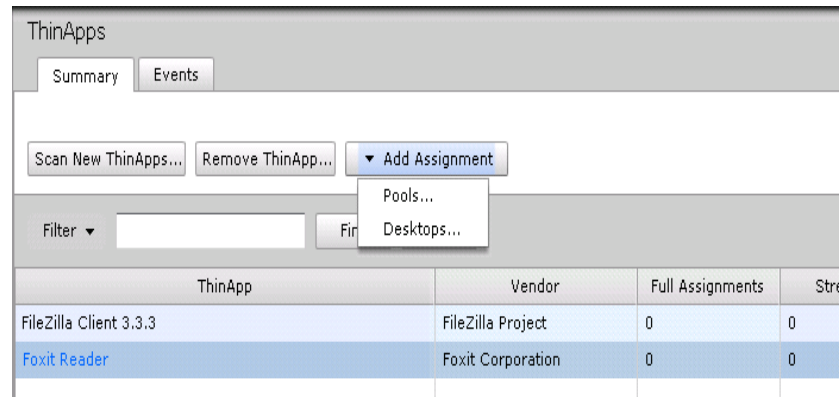 ThinApps
Summary Events
Scan New ThinApps... Remove ThinApp... Add Assignment
Pools...
Filter Desktops...
ThinApp Vendor Full Assignments
FileZilla Client 3.3.3 FileZilla Project 0 0
Foxit Reader Foxit Corporation 0 0